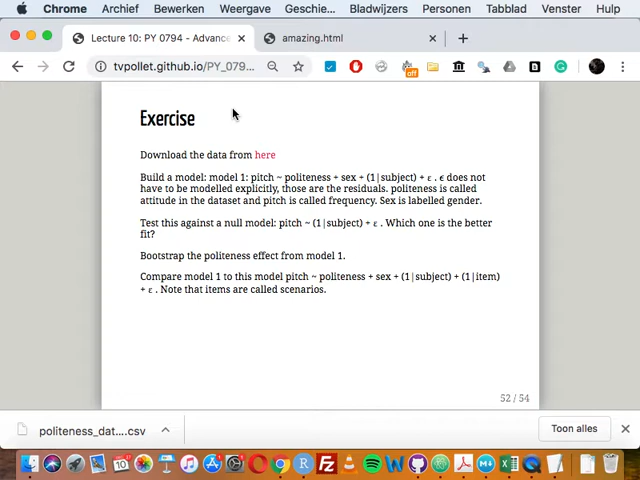 Chrome Archief Bewerken Weergave Geschie... Bladwijzers Personen Tabblad Venster Hulp
Lecture 10: PY 0794 - Advance
amazing.html
tvpollet.github.io/PY_079...
off
Exercise
Download the data from here
Build a model: model 1: pitch ~ politeness + sex + (1|subject) + ε . ϵ does not
have to be modelled explicitly, those are the residuals. politeness is called
attitude in the dataset and pitch is called frequency. Sex is labelled gender.
Test this against a null model: pitch ~ (1|subject) + ε . Which one is the better
fit?
Bootstrap the politeness effect from model 1.
Compare model 1 to this model pitch ~ politeness + sex + (1|subject) + (1|item)
+ ε . Note that items are called scenarios.
52 / 54
politeness_dat....csv
Toon alles